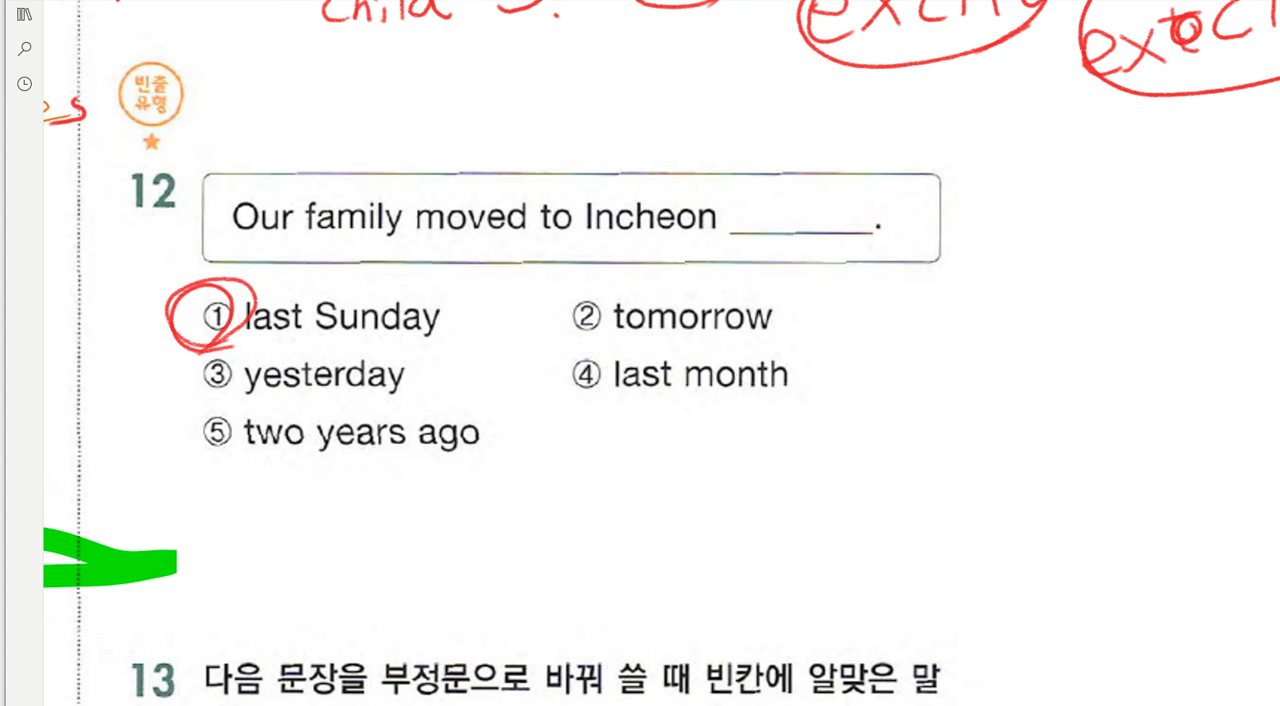 child
빈출
유형
12
Our family moved to Incheon ________.
① last Sunday ② tomorrow
③ yesterday ④ last month
⑤ two years ago
13 다음 문장을 부정문으로 바꿔 쓸 때 빈칸에 알맞은 말